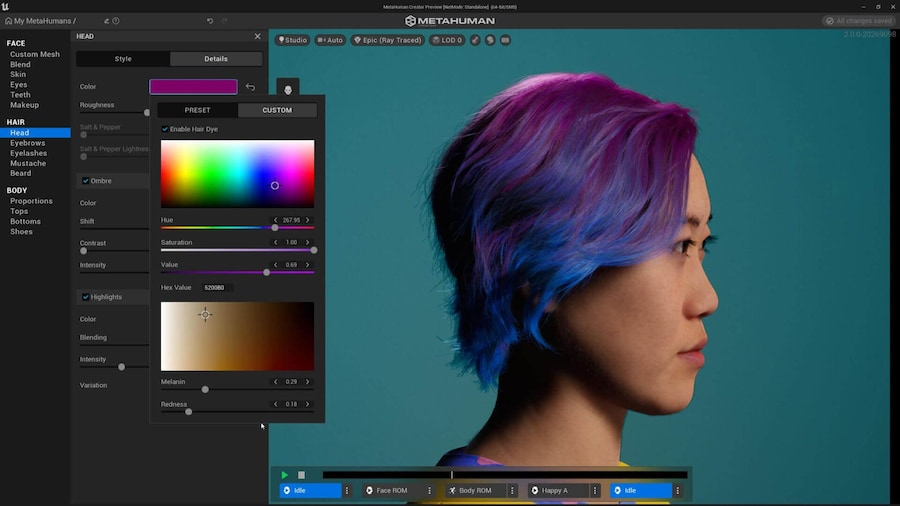 MetaHuman Creator Preview [NetMode: Standalone] (64-bit/SM6)
My MetaHumans /
METAHUMAN
All changes saved
2.0.0-20269098
FACE
Custom Mesh
Blend
Skin
Eyes
Teeth
Makeup
HAIR
Head
Eyebrows
Eyelashes
Mustache
Beard
BODY
Proportions
Tops
Bottoms
Shoes
HEAD
Style
Details
Color
Roughness
Salt & Pepper
Salt & Pepper Lightness
Ombre
Color
Shift
Contrast
Intensity
Highlights
Color
Blending
Intensity
Variation
PRESET
CUSTOM
Enable Hair Dye
Hue
267.95
Saturation
1.00
Value
0.69
Hex Value
5200B0
Melanin
0.29
Redness
0.18
Studio
Auto
Epic (Ray Traced)
LOD 0
Idle
Face ROM
Body ROM
Happy A
Idle